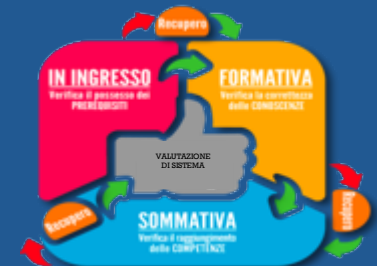 Recupero
IN INGRESSO
Verifica il possesso dei
PREREQUISITI
FORMATIVA
Verifica la correttezza
delle CONOSCENZE
VALUTAZIONE
DI SISTEMA
Recupero
SOMMATIVA
Verifica il raggiungimento
delle COMPETENZE
Recupero